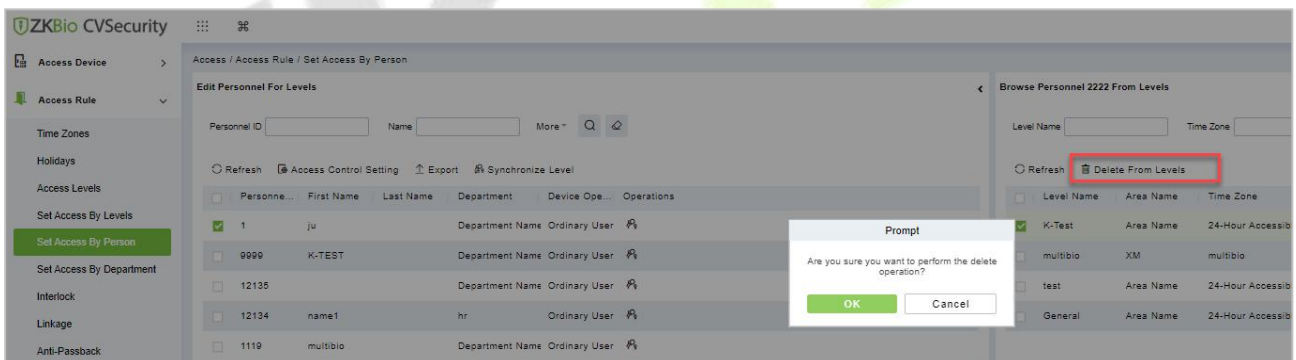 ZKBio CVSecurity
Access Device
Access Rule
Time Zones
Holidays
Access Levels
Set Access By Levels
Set Access By Person
Set Access By Department
Interlock
Linkage
Anti-Passback
Access / Access Rule / Set Access By Person
Edit Personnel For Levels
Personnel ID Name More
Refresh Access Control Setting Export Synchronize Level
Personne... First Name Last Name Department Device Ope... Operations
1 ju Department Name Ordinary User
9999 K-TEST Department Name Ordinary User
12135 Department Name Ordinary User
12134 name1 hr Ordinary User
1119 multibio Department Name Ordinary User
Browse Personnel 2222 From Levels
Level Name Time Zone
Refresh Delete From Levels
Level Name Area Name Time Zone
K-Test Area Name 24-Hour Accessib
multibio XM multibio
test Area Name 24-Hour Accessib
General Area Name 24-Hour Accessib
Prompt
Are you sure you want to perform the delete
operation?
OK Cancel